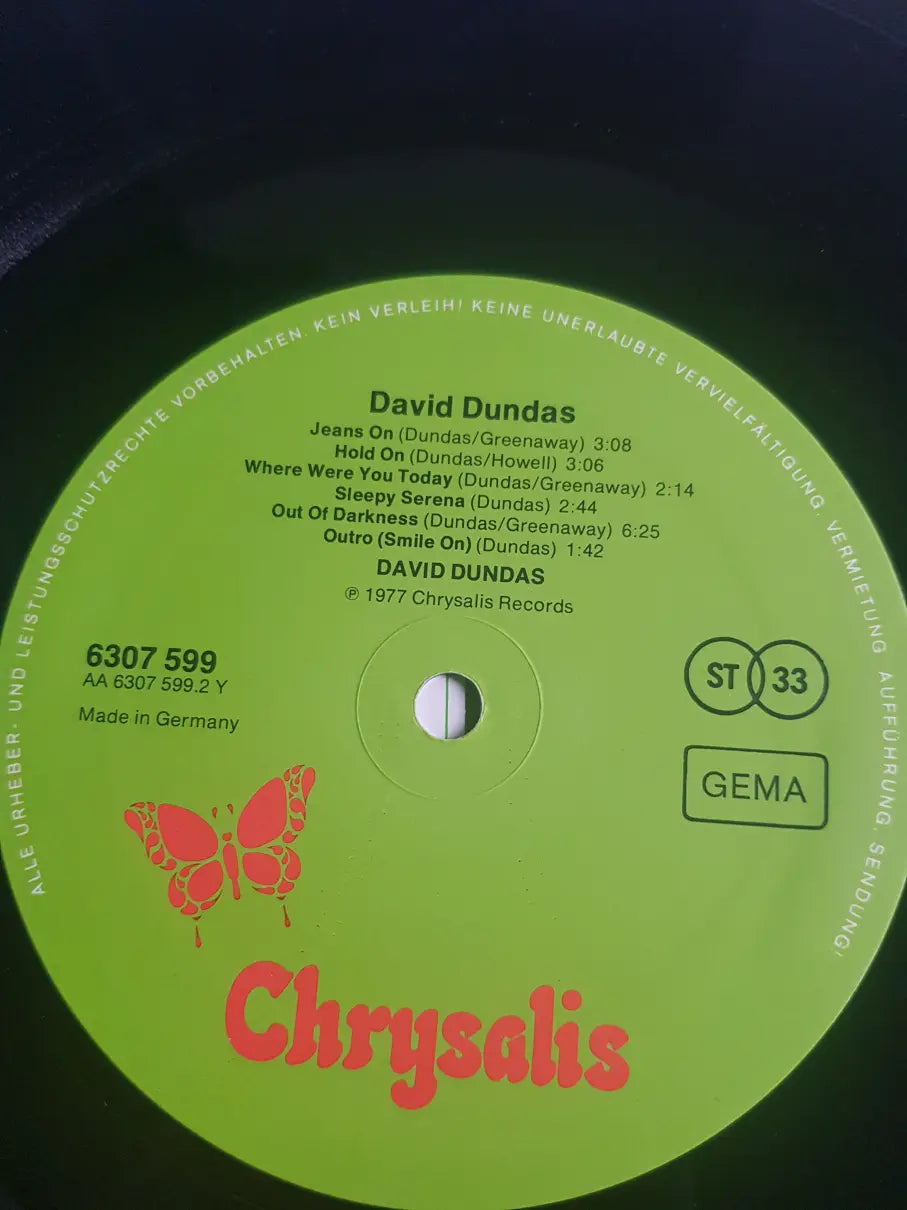 ALLE URHEBER- UND LEISTUNGSSCHUTZRECHTE VORBEHALTEN. KEIN VERLEIH! KEINE UNERLAUBTE VERVIELFÄLTIGUNG, VERMIETUNG, AUFFÜHRUNG, SENDUNG!
David Dundas
Jeans On (Dundas/Greenaway) 3:08
Hold On (Dundas/Howell) 3:06
Where Were You Today (Dundas/Greenaway) 2:14
Sleepy Serena (Dundas) 2:44
Out Of Darkness (Dundas/Greenaway) 6:25
Outro (Smile On) (Dundas) 1:42
DAVID DUNDAS
℗ 1977 Chrysalis Records
6307 599
AA 6307 599.2 Y
Made in Germany
ST 33
GEMA
Chrysalis